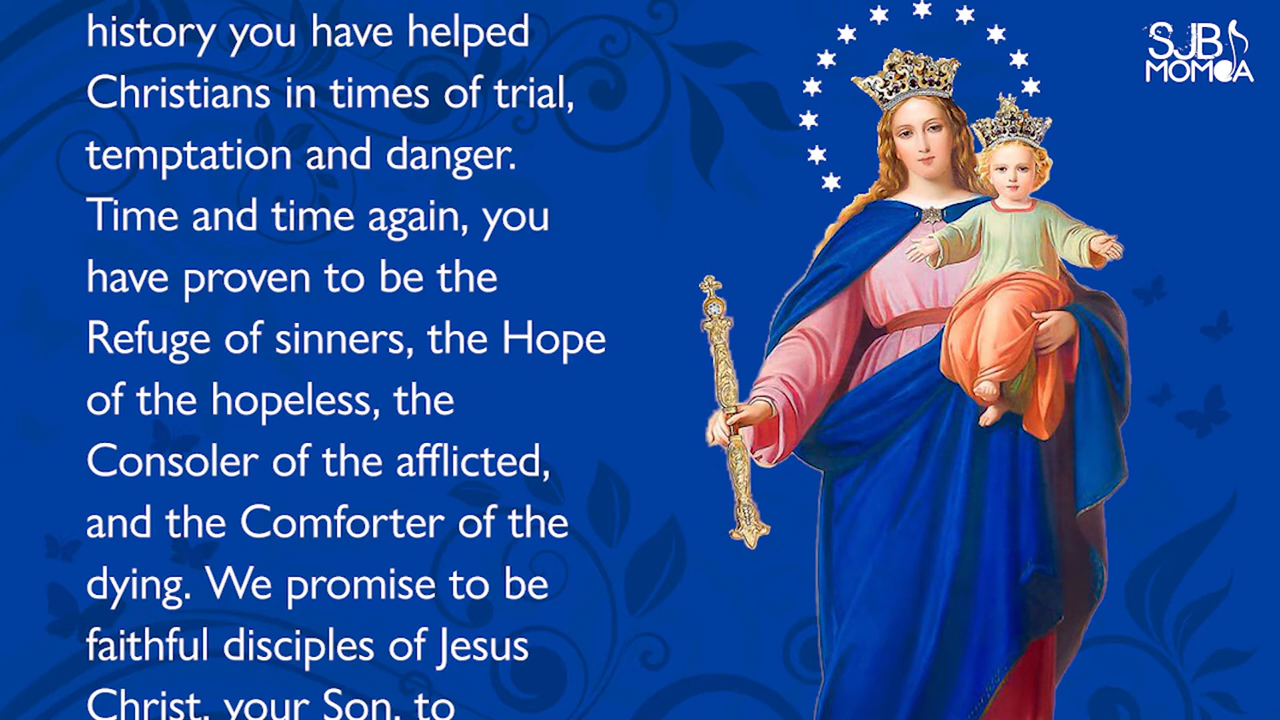 history you have helped
Christians in times of trial,
temptation and danger.
Time and time again, you
have proven to be the
Refuge of sinners, the Hope
of the hopeless, the
Consoler of the afflicted,
and the Comforter of the
dying. We promise to be
faithful disciples of Jesus
Christ, your Son, to
SJB
MOMCA